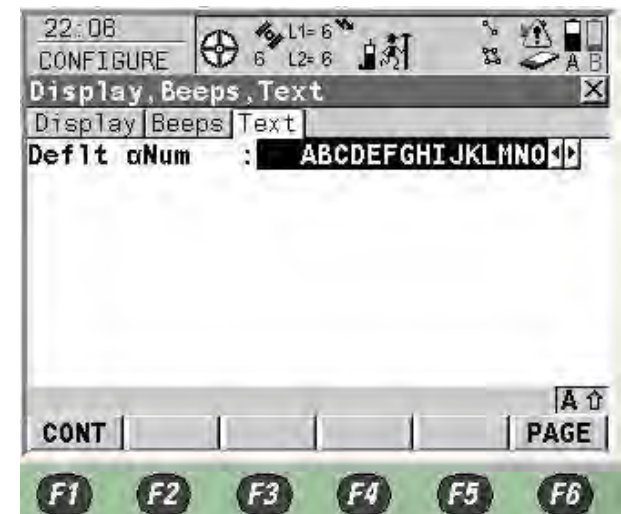 22:08
CONFIGURE
6 L1= 6
L2= 6
A B
Display,Beeps,Text
Display Beeps Text
Deflt αNum : ABCDEFGHIJKLMNO
A
CONT PAGE
F1 F2 F3 F4 F5 F6